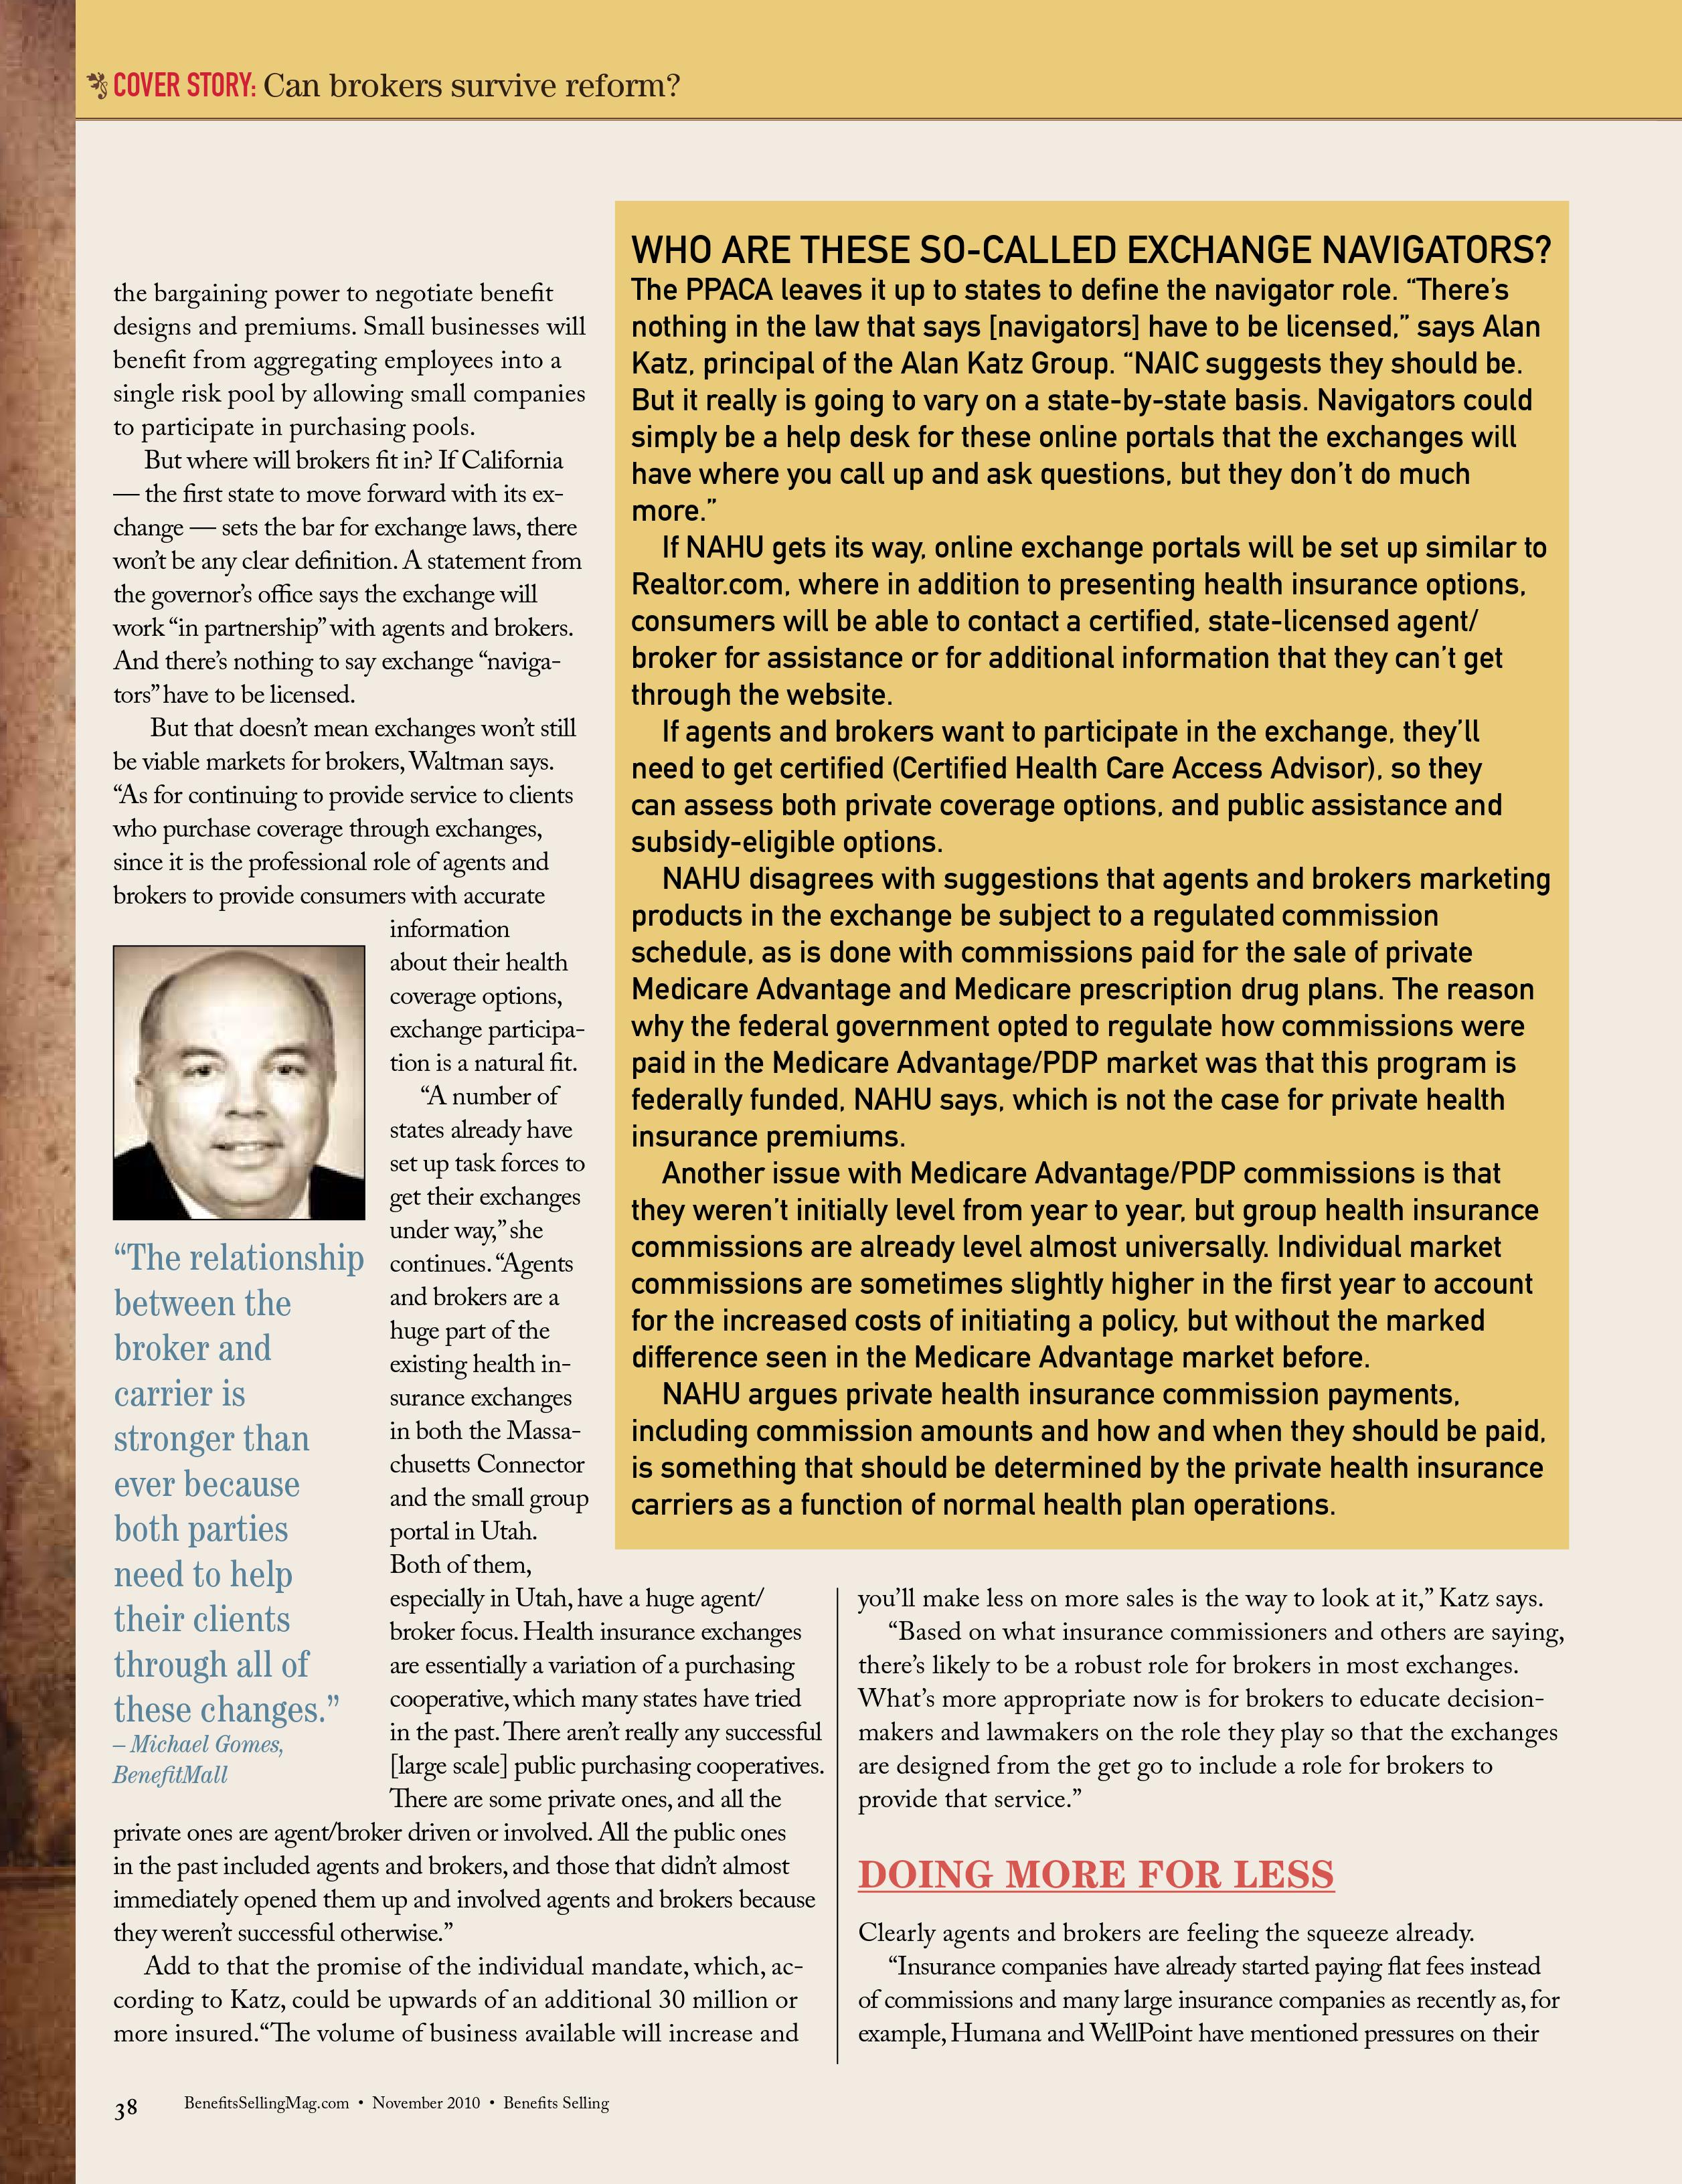 COVER STORY: Can brokers survive reform?
the bargaining power to negotiate benefit
designs and premiums. Small businesses will
benefit from aggregating employees into a
single risk pool by allowing small companies
to participate in purchasing pools.
But where will brokers fit in? If California
— the first state to move forward with its ex-
change — sets the bar for exchange laws, there
won’t be any clear definition. A statement from
the governor’s office says the exchange will
work “in partnership” with agents and brokers.
And there’s nothing to say exchange “naviga-
tors” have to be licensed.
But that doesn’t mean exchanges won’t still
be viable markets for brokers, Waltman says.
“As for continuing to provide service to clients
who purchase coverage through exchanges,
since it is the professional role of agents and
brokers to provide consumers with accurate
information
about their health
coverage options,
exchange participa-
tion is a natural fit.
“A number of
states already have
set up task forces to
get their exchanges
under way,” she
continues. “Agents
and brokers are a
huge part of the
existing health in-
surance exchanges
in both the Massa-
chusetts Connector
and the small group
portal in Utah.
Both of them,
especially in Utah, have a huge agent/
broker focus. Health insurance exchanges
are essentially a variation of a purchasing
cooperative, which many states have tried
in the past. There aren’t really any successful
[large scale] public purchasing cooperatives.
There are some private ones, and all the
private ones are agent/broker driven or involved. All the public ones
in the past included agents and brokers, and those that didn’t almost
immediately opened them up and involved agents and brokers because
they weren’t successful otherwise.”
Add to that the promise of the individual mandate, which, ac-
cording to Katz, could be upwards of an additional 30 million or
more insured. “The volume of business available will increase and
“The relationship
between the
broker and
carrier is
stronger than
ever because
both parties
need to help
their clients
through all of
these changes.”
– Michael Gomes,
BenefitMall
WHO ARE THESE SO-CALLED EXCHANGE NAVIGATORS?
The PPACA leaves it up to states to define the navigator role. “There’s
nothing in the law that says [navigators] have to be licensed,” says Alan
Katz, principal of the Alan Katz Group. “NAIC suggests they should be.
But it really is going to vary on a state-by-state basis. Navigators could
simply be a help desk for these online portals that the exchanges will
have where you call up and ask questions, but they don’t do much
more.”
If NAHU gets its way, online exchange portals will be set up similar to
Realtor.com, where in addition to presenting health insurance options,
consumers will be able to contact a certified, state-licensed agent/
broker for assistance or for additional information that they can’t get
through the website.
If agents and brokers want to participate in the exchange, they’ll
need to get certified (Certified Health Care Access Advisor), so they
can assess both private coverage options, and public assistance and
subsidy-eligible options.
NAHU disagrees with suggestions that agents and brokers marketing
products in the exchange be subject to a regulated commission
schedule, as is done with commissions paid for the sale of private
Medicare Advantage and Medicare prescription drug plans. The reason
why the federal government opted to regulate how commissions were
paid in the Medicare Advantage/PDP market was that this program is
federally funded, NAHU says, which is not the case for private health
insurance premiums.
Another issue with Medicare Advantage/PDP commissions is that
they weren’t initially level from year to year, but group health insurance
commissions are already level almost universally. Individual market
commissions are sometimes slightly higher in the first year to account
for the increased costs of initiating a policy, but without the marked
difference seen in the Medicare Advantage market before.
NAHU argues private health insurance commission payments,
including commission amounts and how and when they should be paid,
is something that should be determined by the private health insurance
carriers as a function of normal health plan operations.
you’ll make less on more sales is the way to look at it,” Katz says.
“Based on what insurance commissioners and others are saying,
there’s likely to be a robust role for brokers in most exchanges.
What’s more appropriate now is for brokers to educate decision-
makers and lawmakers on the role they play so that the exchanges
are designed from the get go to include a role for brokers to
provide that service.”
DOING MORE FOR LESS
Clearly agents and brokers are feeling the squeeze already.
“Insurance companies have already started paying flat fees instead
of commissions and many large insurance companies as recently as, for
example, Humana and WellPoint have mentioned pressures on their
38 BenefitsSellingMag.com • November 2010 • Benefits Selling